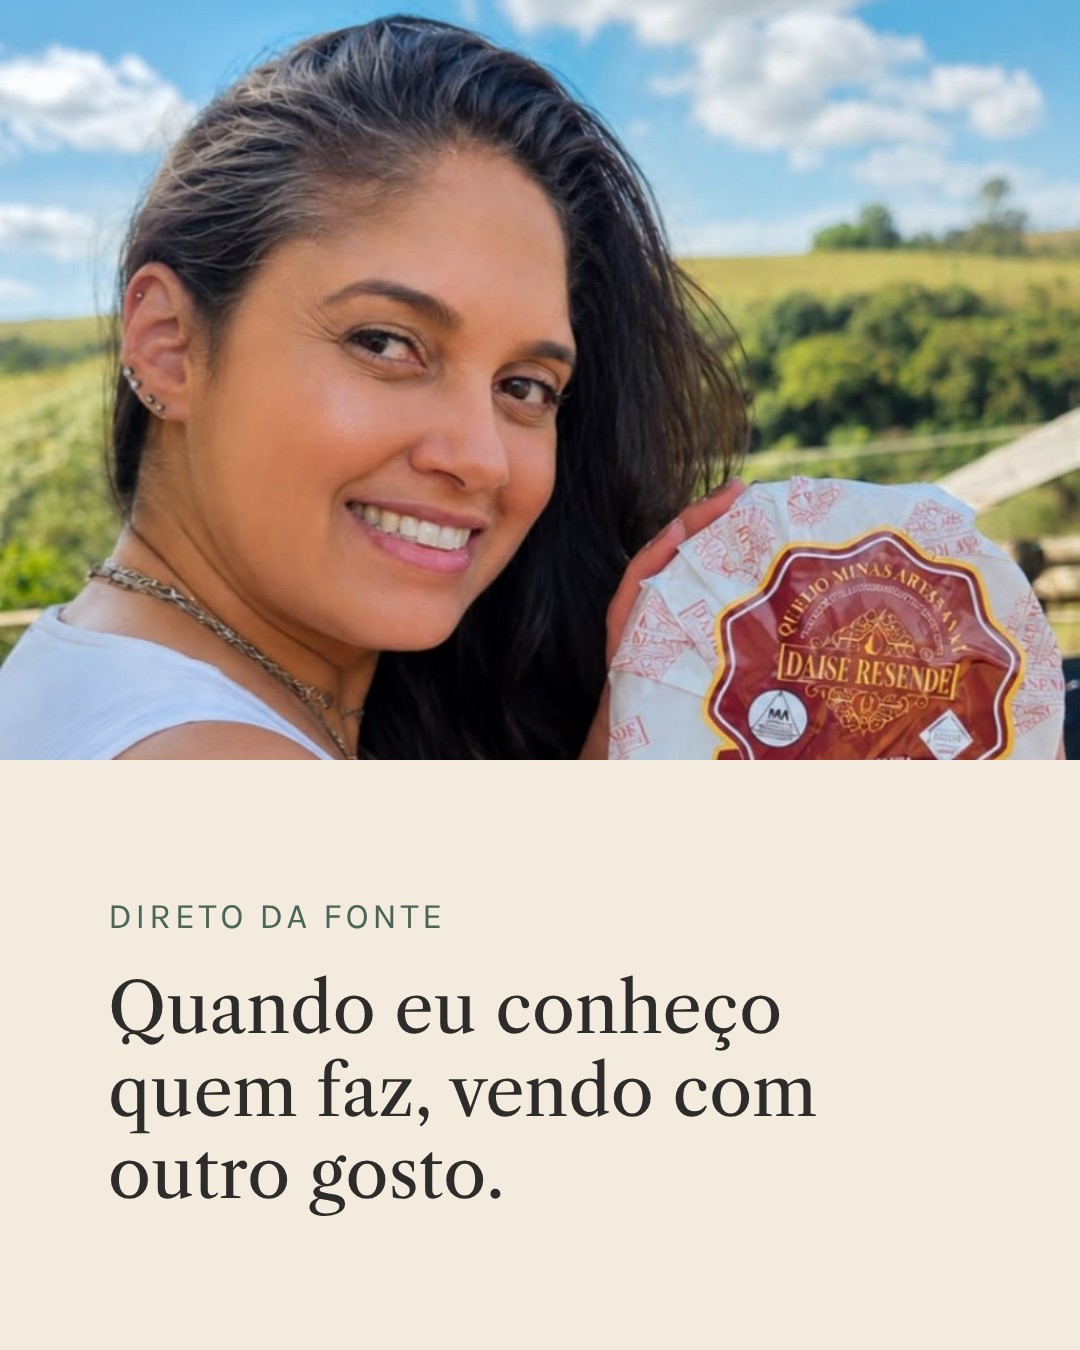 QUEIJO MINAS ARTESANAL
DAISE RESENDE
DIRETO DA FONTE
Quando eu conheço
quem faz, vendo com
outro gosto.